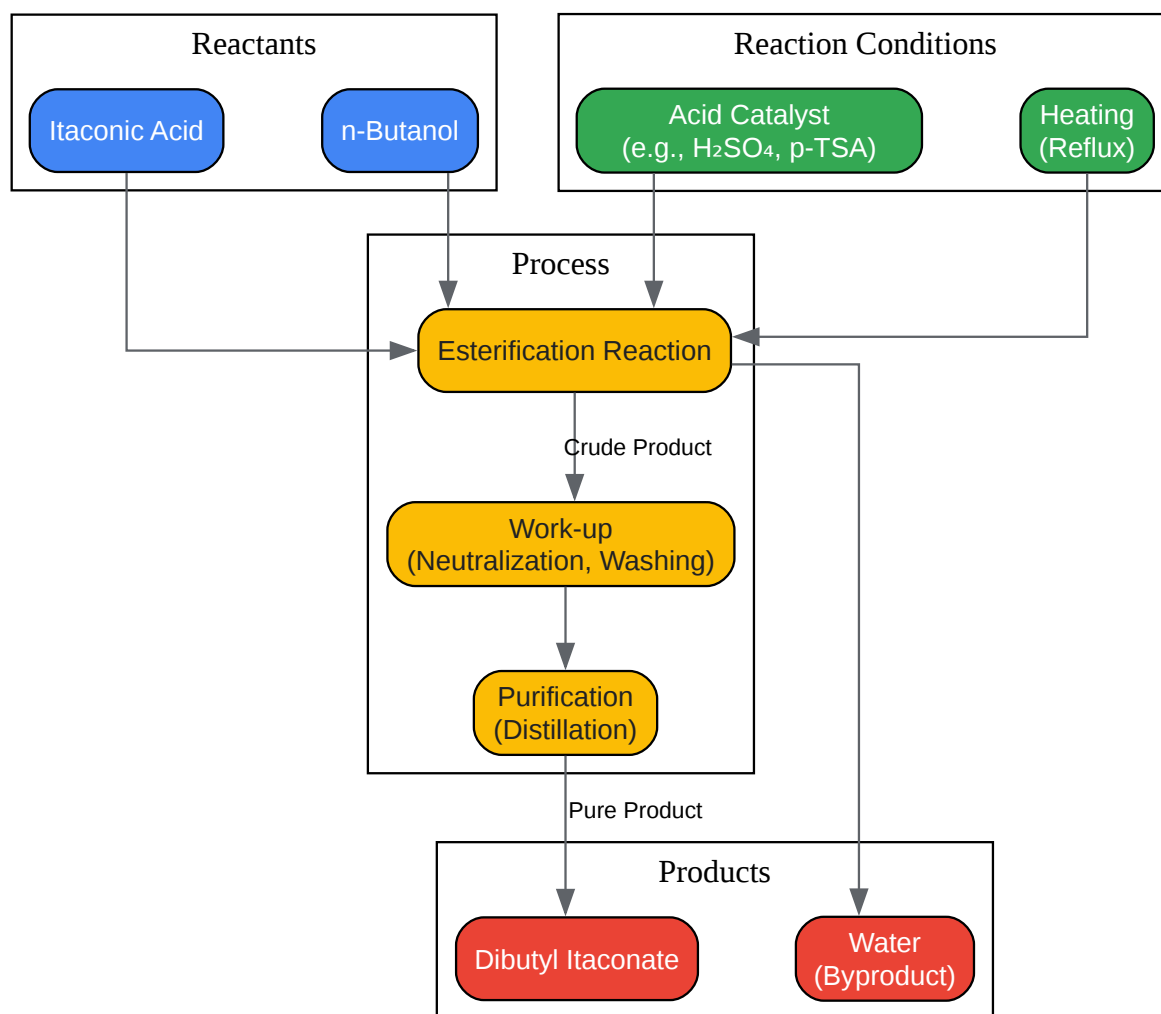 Reactants
Reaction Conditions
Itaconic Acid
n-Butanol
Acid Catalyst
(e.g., H₂SO₄, p-TSA)
Heating
(Reflux)
Process
Esterification Reaction
Crude Product
Work-up
(Neutralization, Washing)
Purification
(Distillation)
Pure Product
Products
Dibutyl Itaconate
Water
(Byproduct)